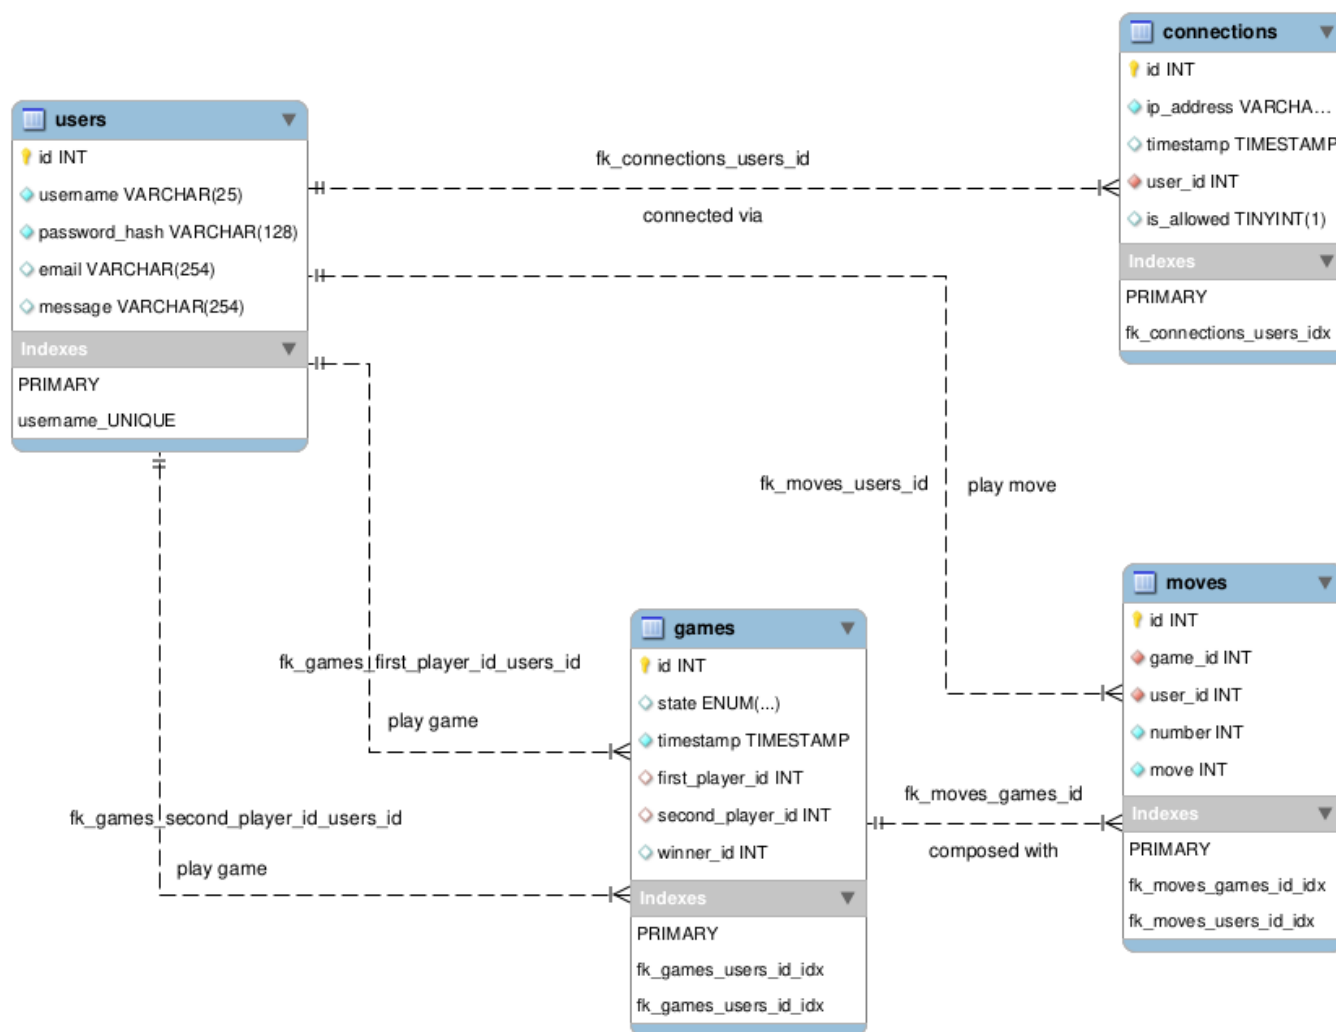 users
id INT
username VARCHAR(25)
password_hash VARCHAR(128)
email VARCHAR(254)
message VARCHAR(254)
Indexes
PRIMARY
username_UNIQUE
connections
id INT
ip_address VARCHA...
timestamp TIMESTAMP
user_id INT
is_allowed TINYINT(1)
Indexes
PRIMARY
fk_connections_users_idx
fk_connections_users_id
connected via
fk_moves_users_id
play move
fk_games_first_player_id_users_id
play game
fk_games_second_player_id_users_id
play game
games
id INT
state ENUM(...)
timestamp TIMESTAMP
first_player_id INT
second_player_id INT
winner_id INT
Indexes
PRIMARY
fk_games_users_id_idx
fk_games_users_id_idx
fk_moves_games_id
composed with
moves
id INT
game_id INT
user_id INT
number INT
move INT
Indexes
PRIMARY
fk_moves_games_id_idx
fk_moves_users_id_idx